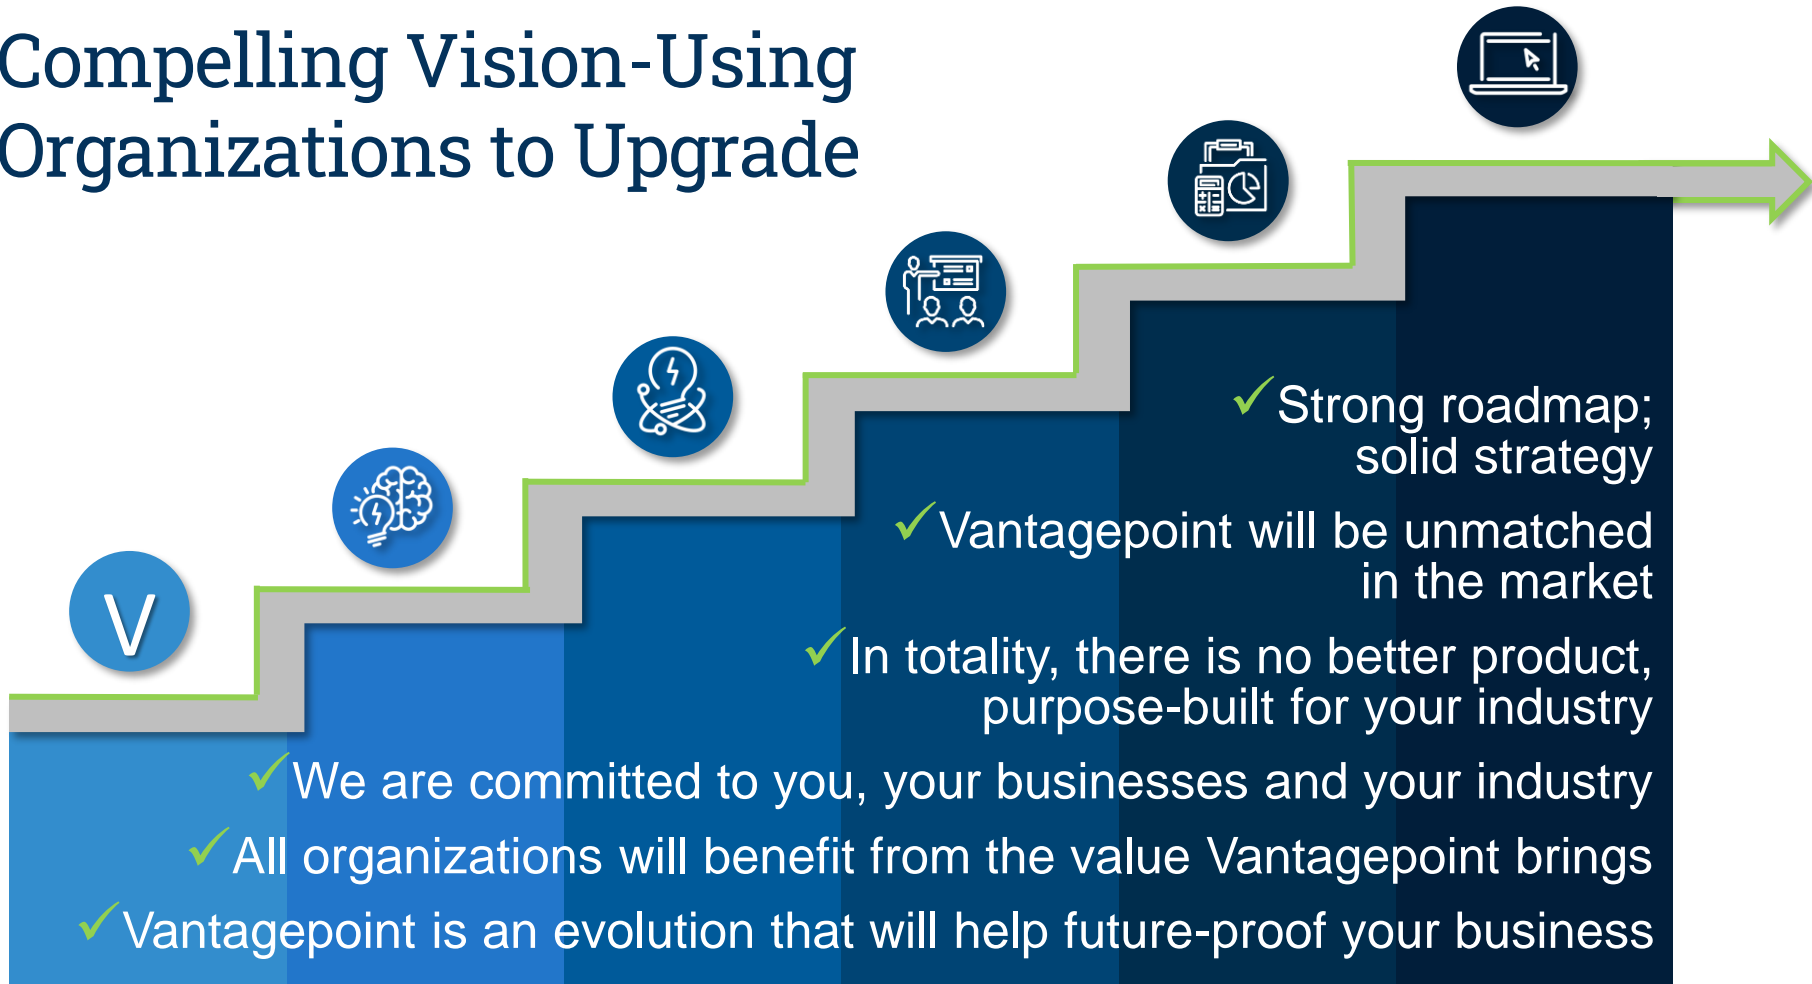 Compelling Vision-Using
Organizations to Upgrade
V
✓Strong roadmap;
solid strategy
✓Vantagepoint will be unmatched
in the market
✓In totality, there is no better product,
purpose-built for your industry
✓We are committed to you, your businesses and your industry
✓All organizations will benefit from the value Vantagepoint brings
✓Vantagepoint is an evolution that will help future-proof your business